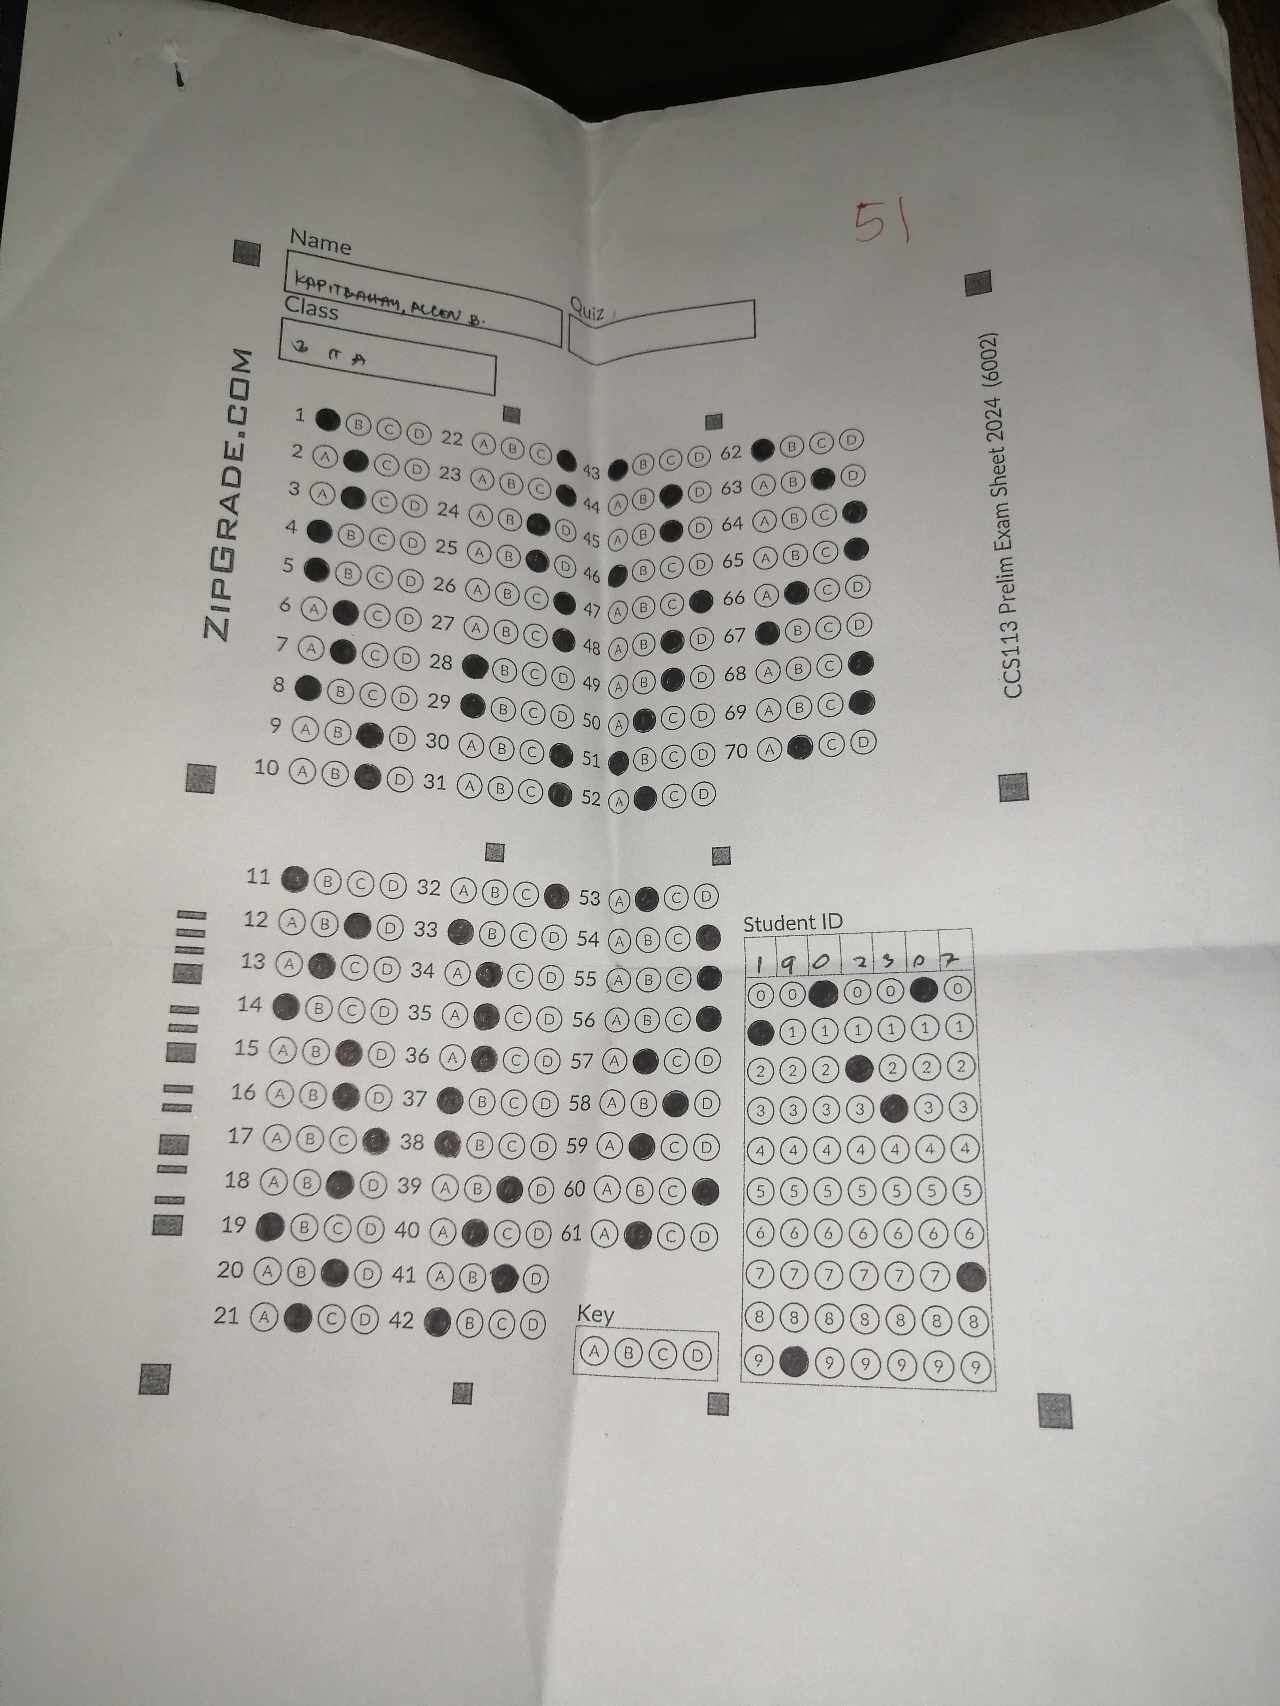 51
Name
KAPITBAHAY, ALLEN B.
Quiz
Class
3 IT A
ZIPGRADE.COM
CCS113 Prelim Exam Sheet 2024 (6002)
1 B C D 22 A B C 43 B C D 62 B C D
2 A C D 23 A B C 44 A B D 63 A B D
3 A C D 24 A B D 45 A B D 64 A B C
4 B C D 25 A B D 46 B C D 65 A B C
5 B C D 26 A B C 47 A B C 66 A C D
6 A C D 27 A B C 48 A B D 67 B C D
7 A C D 28 B C D 49 A B D 68 A B C
8 B C D 29 B C D 50 A C D 69 A B C
9 A B D 30 A B C 51 B C D 70 A C D
10 A B D 31 A B C 52 A C D
11 B C D 32 A B C 53 A C D
12 A B D 33 B C D 54 A B C
13 A C D 34 A C D 55 A B C
14 B C D 35 A C D 56 A B C
15 A B D 36 A C D 57 A C D
16 A B D 37 B C D 58 A B D
17 A B C 38 B C D 59 A C D
18 A B D 39 A B D 60 A B C
19 B C D 40 A C D 61 A C D
20 A B D 41 A B D
21 A C D 42 B C D
Key
A B C D
Student ID
1 9 0 2 3 0 7
0 0 0 0 0
1 1 1 1 1 1
2 2 2 2 2 2
3 3 3 3 3 3
4 4 4 4 4 4 4
5 5 5 5 5 5 5
6 6 6 6 6 6 6
7 7 7 7 7 7
8 8 8 8 8 8 8
9 9 9 9 9 9